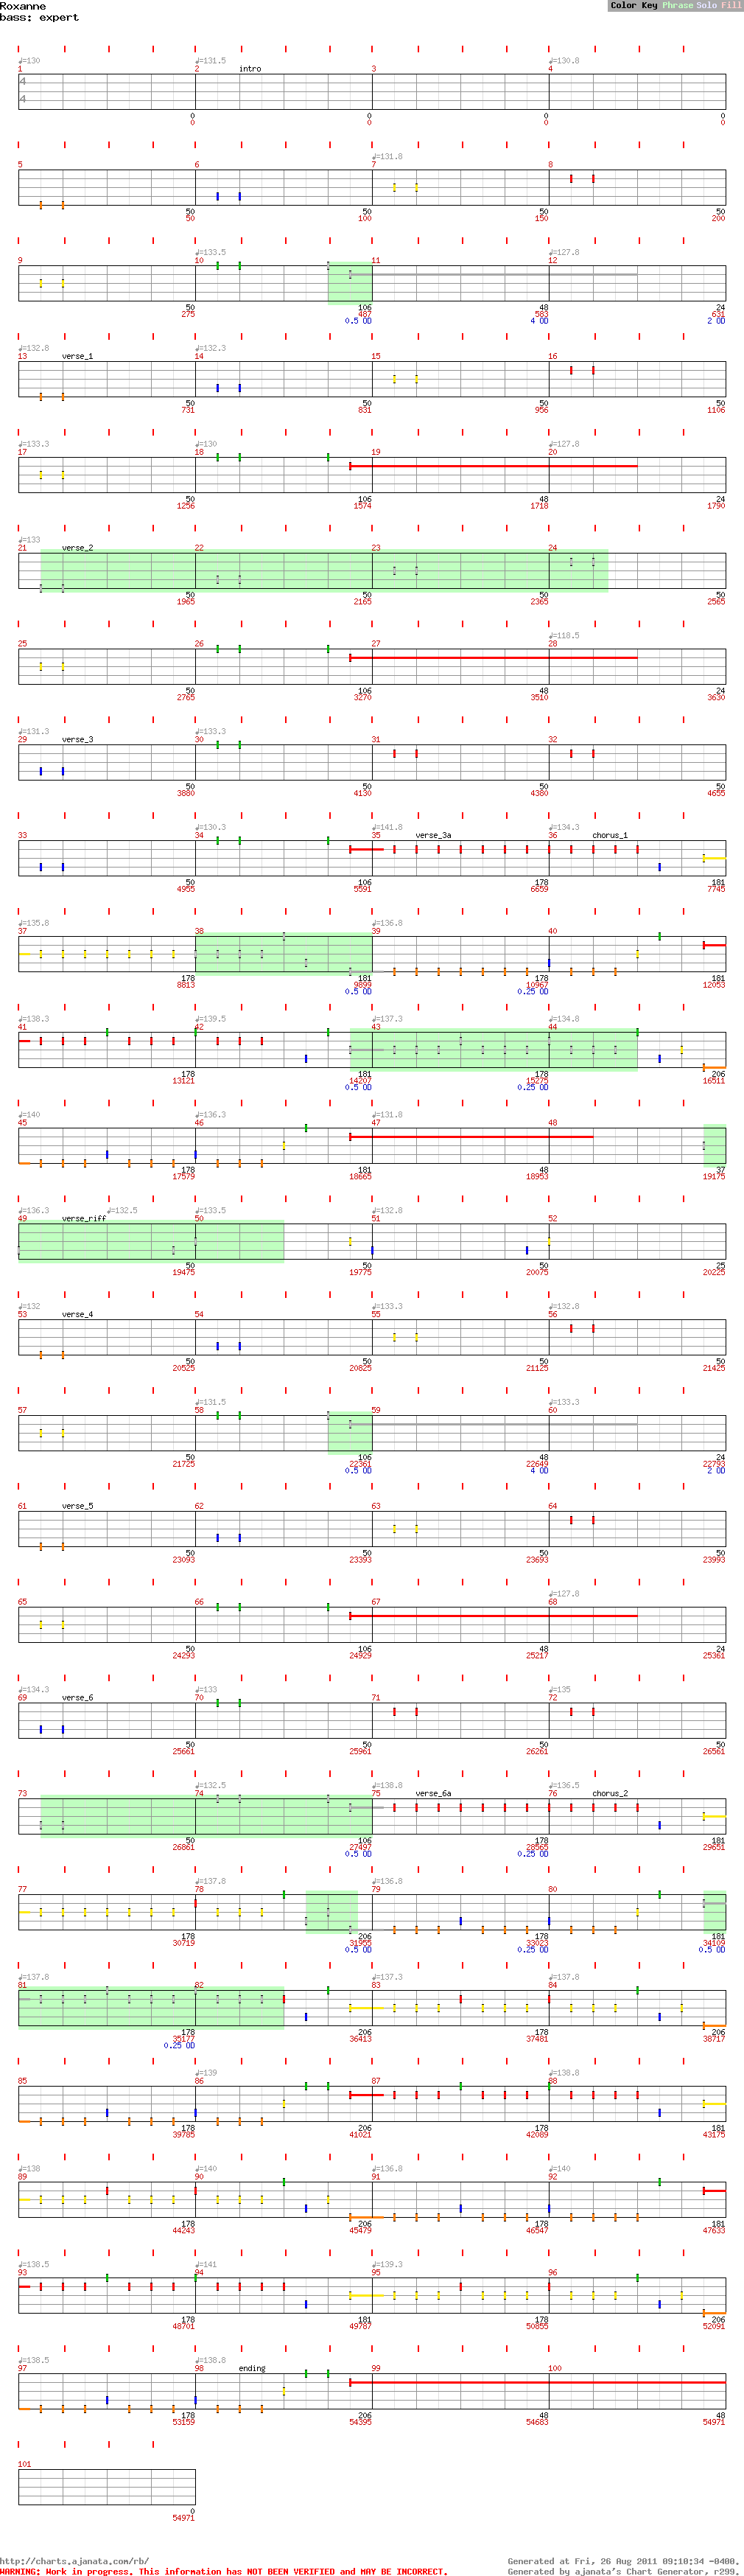 Roxanne
bass: expert
Color Key Phrase Solo Fill
♩=130 ♩=131.5 ♩=130.8
1 2 intro 3 4
4
4
0 0 0 0
0 0 0 0
♩=131.8
5 6 7 8
50 50 50 50
50 100 150 200
♩=133.5 ♩=127.8
9 10 11 12
50 106 48 24
275 487 583 631
0.5 OD 4 OD 2 OD
♩=132.8 ♩=132.3
13 verse_1 14 15 16
50 50 50 50
731 831 956 1106
♩=133.3 ♩=130 ♩=127.8
17 18 19 20
50 106 48 24
1256 1574 1718 1790
♩=133
21 verse_2 22 23 24
50 50 50 50
1965 2165 2365 2565
♩=118.5
25 26 27 28
50 106 48 24
2765 3270 3510 3630
♩=131.3 ♩=133.3
29 verse_3 30 31 32
50 50 50 50
3880 4130 4380 4655
♩=130.3 ♩=141.8 ♩=134.3
33 34 35 verse_3a 36 chorus_1
50 106 178 181
4955 5591 6659 7745
♩=135.8 ♩=136.8
37 38 39 40
178 181 178 181
8813 9899 10967 12053
0.5 OD 0.25 OD
♩=138.3 ♩=139.5 ♩=137.3 ♩=134.8
41 42 43 44
178 181 178 206
13121 14207 15275 16511
0.5 OD 0.25 OD
♩=140 ♩=136.3 ♩=131.8
45 46 47 48
178 181 48 37
17579 18665 18953 19175
♩=136.3 ♩=132.5 ♩=133.5 ♩=132.8
49 verse_riff 50 51 52
50 50 50 25
19475 19775 20075 20225
♩=132 ♩=133.3 ♩=132.8
53 verse_4 54 55 56
50 50 50 50
20525 20825 21125 21425
♩=131.5 ♩=133.3
57 58 59 60
50 106 48 24
21725 22361 22649 22793
0.5 OD 4 OD 2 OD
61 verse_5 62 63 64
50 50 50 50
23093 23393 23693 23993
♩=127.8
65 66 67 68
50 106 48 24
24293 24929 25217 25361
♩=134.3 ♩=133 ♩=135
69 verse_6 70 71 72
50 50 50 50
25661 25961 26261 26561
♩=132.5 ♩=138.8 ♩=136.5
73 74 75 verse_6a 76 chorus_2
50 106 178 181
26861 27497 28565 29651
0.5 OD 0.25 OD
♩=137.8 ♩=136.8
77 78 79 80
178 206 178 181
30719 31955 33023 34109
0.5 OD 0.25 OD 0.5 OD
♩=137.8 ♩=137.3 ♩=137.8
81 82 83 84
178 206 178 206
35177 36413 37481 38717
0.25 OD
♩=139 ♩=138.8
85 86 87 88
178 206 178 181
39785 41021 42089 43175
♩=138 ♩=140 ♩=136.8 ♩=140
89 90 91 92
178 206 178 181
44243 45479 46547 47633
♩=138.5 ♩=141 ♩=139.3
93 94 95 96
178 181 178 206
48701 49787 50855 52091
♩=138.5 ♩=138.8
97 98 ending 99 100
178 206 48 48
53159 54395 54683 54971
101
0
54971
http://charts.ajanata.com/rb/ Generated at Fri, 26 Aug 2011 09:10:34 -0400.
WARNING: Work in progress. This information has NOT BEEN VERIFIED and MAY BE INCORRECT. Generated by ajanata's Chart Generator, r299.